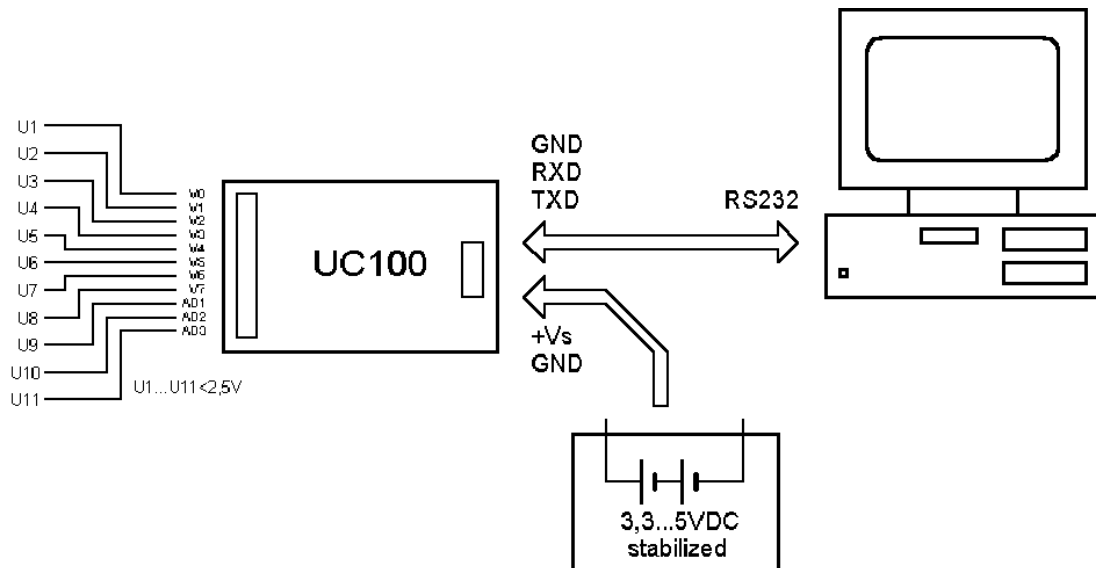 U1
U2
U3
U4
U5
U6
U7
U8
U9
U10
U11
V0
V1
V2
V3
V4
V5
V6
V7
AD1
AD2
AD3
U1...U11<2,5V
UC100
GND
RXD
TXD
RS232
+Vs
GND
3,3...5VDC
stabilized